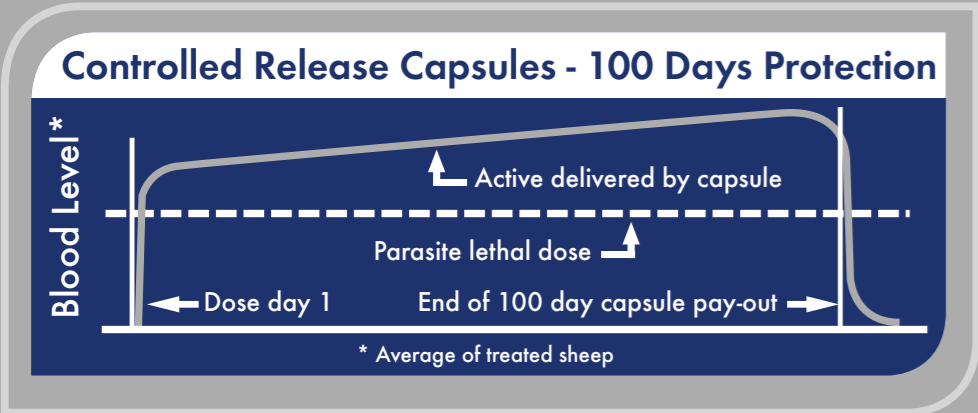 Controlled Release Capsules - 100 Days Protection
Blood Level*
Active delivered by capsule
Parasite lethal dose
Dose day 1
End of 100 day capsule pay-out
* Average of treated sheep